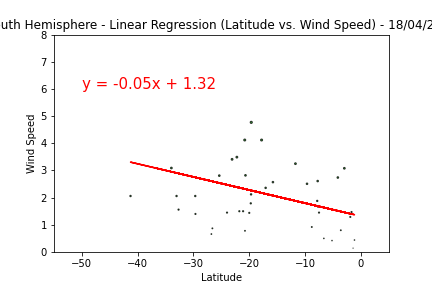 outh Hemisphere - Linear Regression (Latitude vs. Wind Speed) - 18/04/2
8
7
6
5
4
3
2
1
0
y = -0.05x + 1.32
Wind Speed
−50 −40 −30 −20 −10 0
Latitude